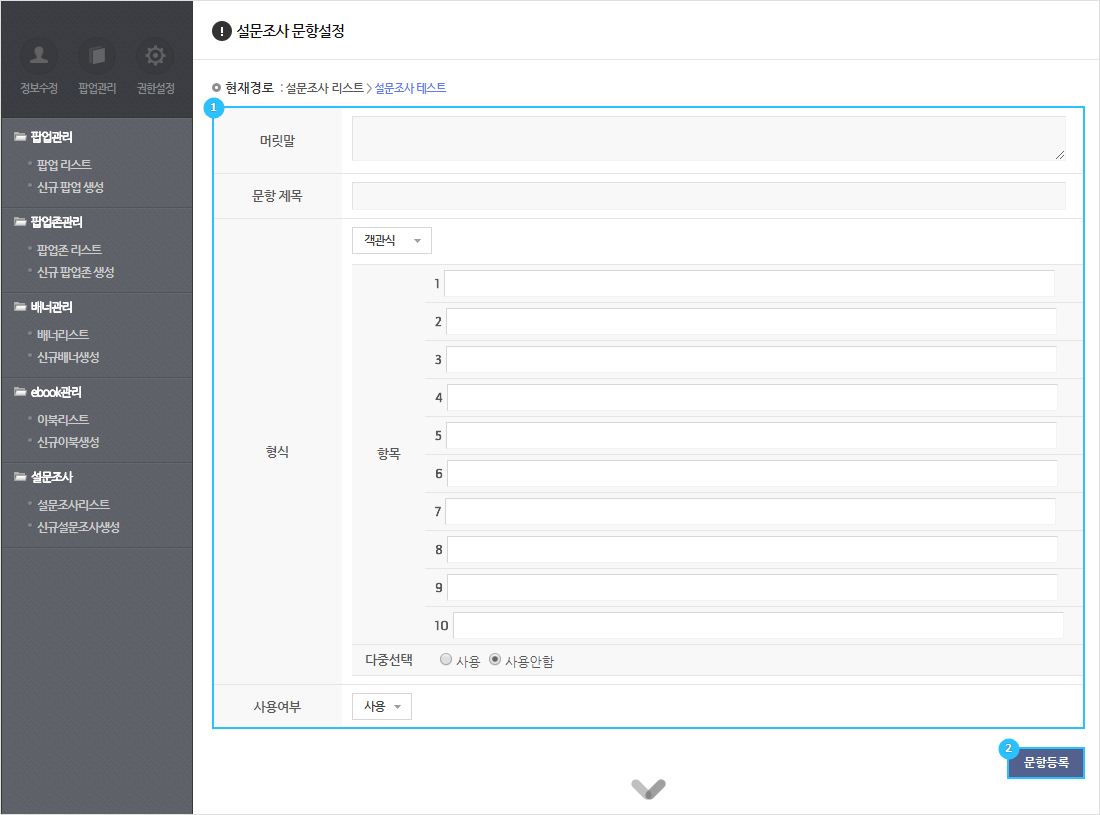 정보수정 팝업관리 권한설정
팝업관리
팝업 리스트
신규 팝업 생성
팝업존관리
팝업존 리스트
신규 팝업존 생성
배너관리
배너리스트
신규배너생성
ebook관리
이북리스트
신규이북생성
설문조사
설문조사리스트
신규설문조사생성
! 설문조사 문항설정
현재경로 : 설문조사 리스트 > 설문조사 테스트
1
머릿말
문항 제목
형식
객관식
항목
1
2
3
4
5
6
7
8
9
10
다중선택 사용 사용안함
사용여부 사용
2
문항등록